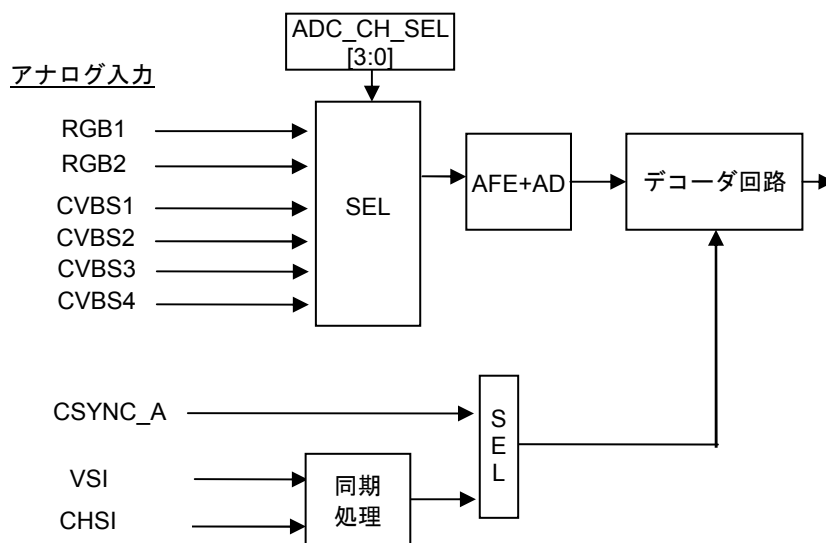 ADC_CH_SEL
[3:0]
アナログ入力
RGB1
RGB2
CVBS1
CVBS2
CVBS3
CVBS4
SEL
AFE+AD
デコーダ回路
CSYNC_A
S
E
L
VSI
CHSI
同期
処理